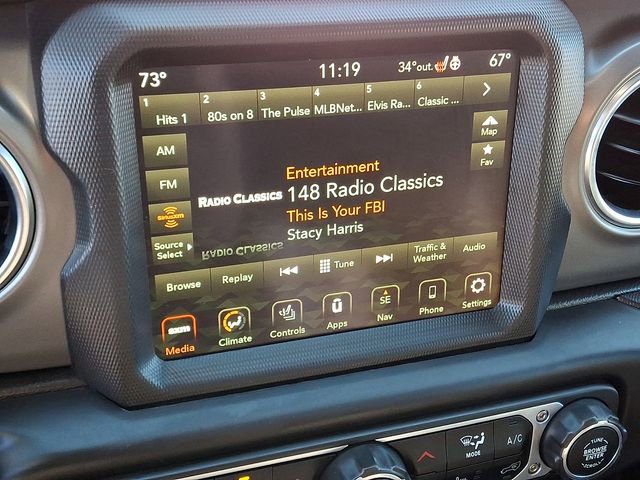 73° 11:19 34° out. 67°
1 2 3 4 5 6
Hits 1 80s on 8 The Pulse MLBNet... Elvis Ra... Classic ...
AM
FM
SiriusXM
Source Select
Map
Fav
Entertainment
RADIO CLASSICS 148 Radio Classics
This Is Your FBI
Stacy Harris
RADIO CLASSICS
Browse Replay Tune Traffic & Weather Audio
sxm SE
Media Climate Controls Apps Nav Phone Settings
MODE A/C
TUNE
BROWSE
ENTER
SCROLL